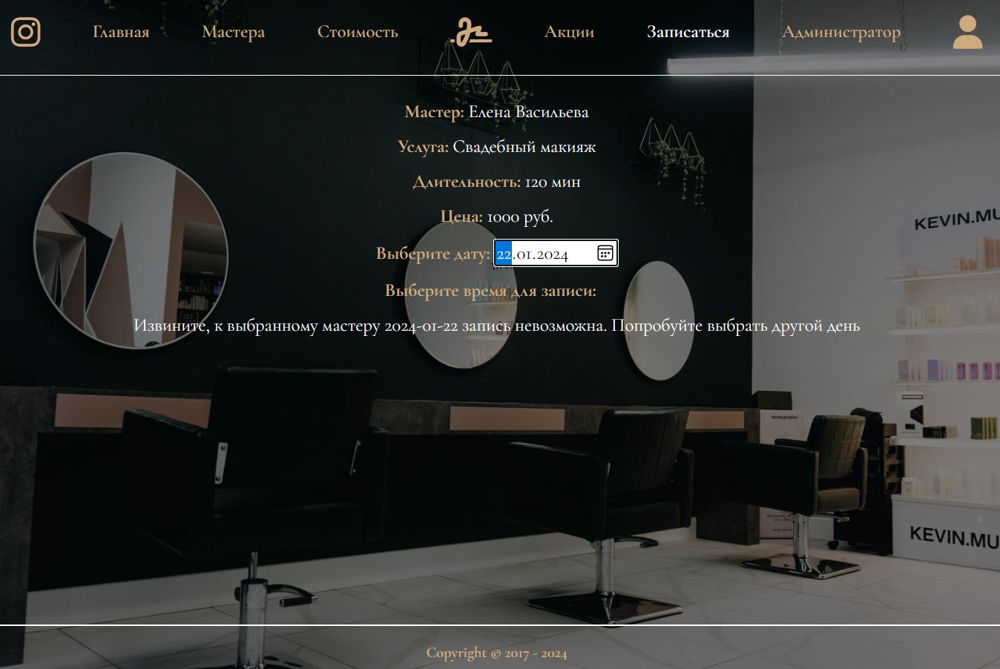 Главная Мастера Стоимость Акции Записаться Администратор
Мастер: Елена Васильева
Услуга: Свадебный макияж
Длительность: 120 мин
Цена: 1000 руб.
KEVIN.MU
Выберите дату: 22.01.2024
Выберите время для записи:
Извините, к выбранному мастеру 2024-01-22 запись невозможна. Попробуйте выбрать другой день
KEVIN.MURPHY
KEVIN.MU
Copyright © 2017 - 2024